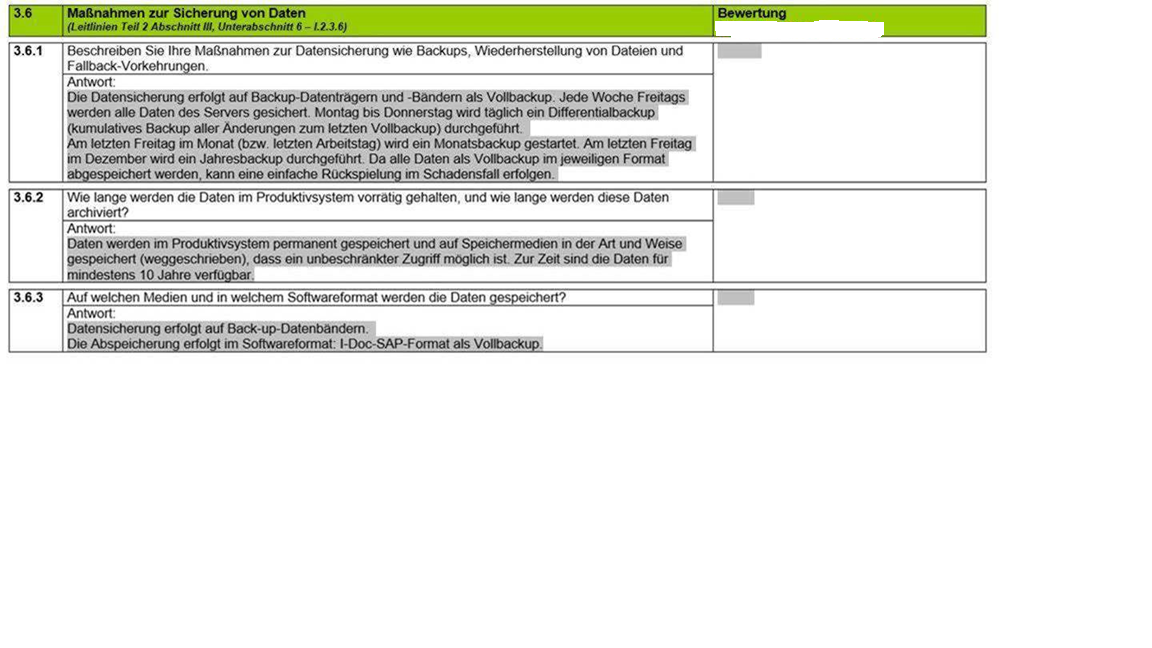 3.6 Maßnahmen zur Sicherung von Daten Bewertung
(Leitlinien Teil 2 Abschnitt III, Unterabschnitt 6 – I.2.3.6)
3.6.1 Beschreiben Sie Ihre Maßnahmen zur Datensicherung wie Backups, Wiederherstellung von Dateien und
Fallback-Vorkehrungen.
Antwort:
Die Datensicherung erfolgt auf Backup-Datenträgern und -Bändern als Vollbackup. Jede Woche Freitags
werden alle Daten des Servers gesichert. Montag bis Donnerstag wird täglich ein Differentialbackup
(kumulatives Backup aller Änderungen zum letzten Vollbackup) durchgeführt.
Am letzten Freitag im Monat (bzw. letzten Arbeitstag) wird ein Monatsbackup gestartet. Am letzten Freitag
im Dezember wird ein Jahresbackup durchgeführt. Da alle Daten als Vollbackup im jeweiligen Format
abgespeichert werden, kann eine einfache Rückspielung im Schadensfall erfolgen.
3.6.2 Wie lange werden die Daten im Produktivsystem vorrätig gehalten, und wie lange werden diese Daten
archiviert?
Antwort:
Daten werden im Produktivsystem permanent gespeichert und auf Speichermedien in der Art und Weise
gespeichert (weggeschrieben), dass ein unbeschränkter Zugriff möglich ist. Zur Zeit sind die Daten für
mindestens 10 Jahre verfügbar.
3.6.3 Auf welchen Medien und in welchem Softwareformat werden die Daten gespeichert?
Antwort:
Datensicherung erfolgt auf Back-up-Datenbändern.
Die Abspeicherung erfolgt im Softwareformat: I-Doc-SAP-Format als Vollbackup.